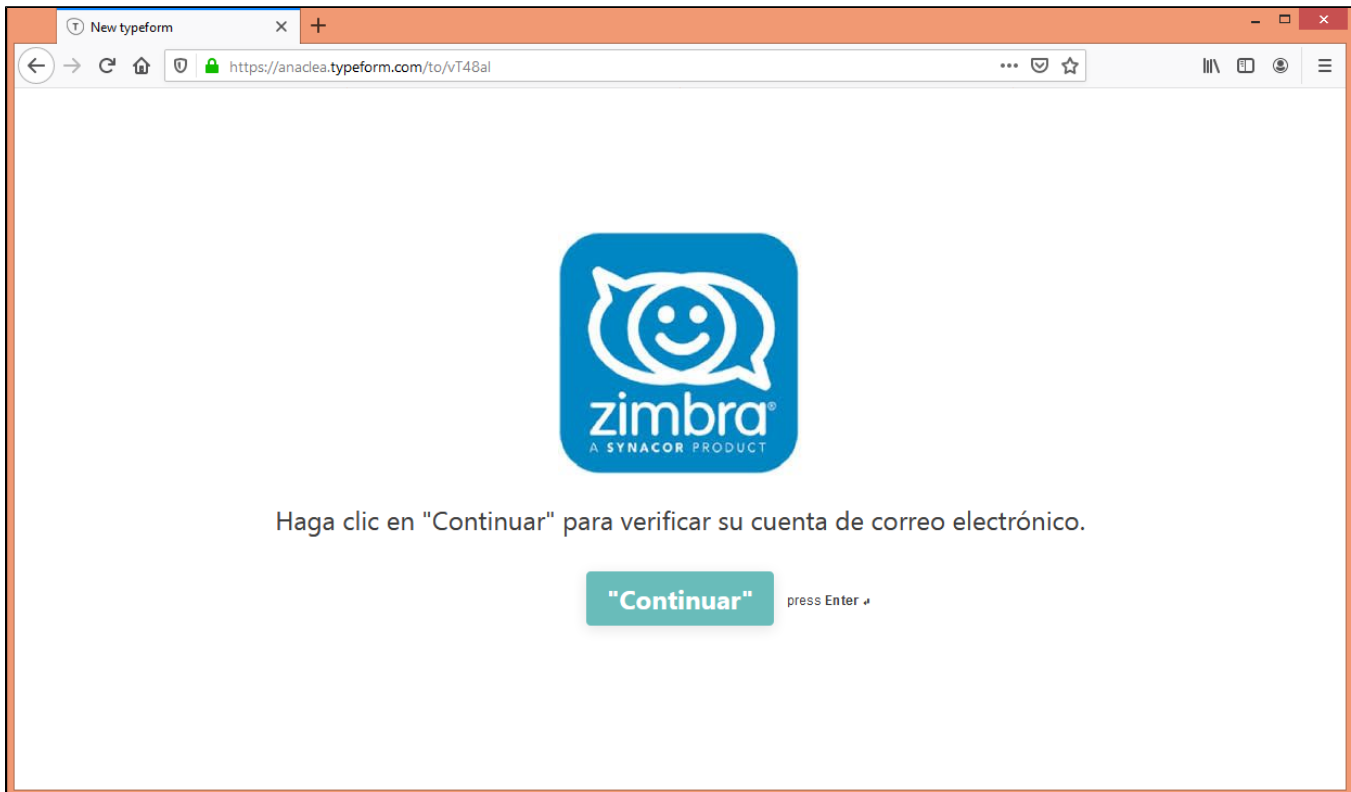 New typeform
https://anaclea.typeform.com/to/vT48al
zimbra®
A SYNACOR PRODUCT
Haga clic en "Continuar" para verificar su cuenta de correo electrónico.
"Continuar" press Enter ↵